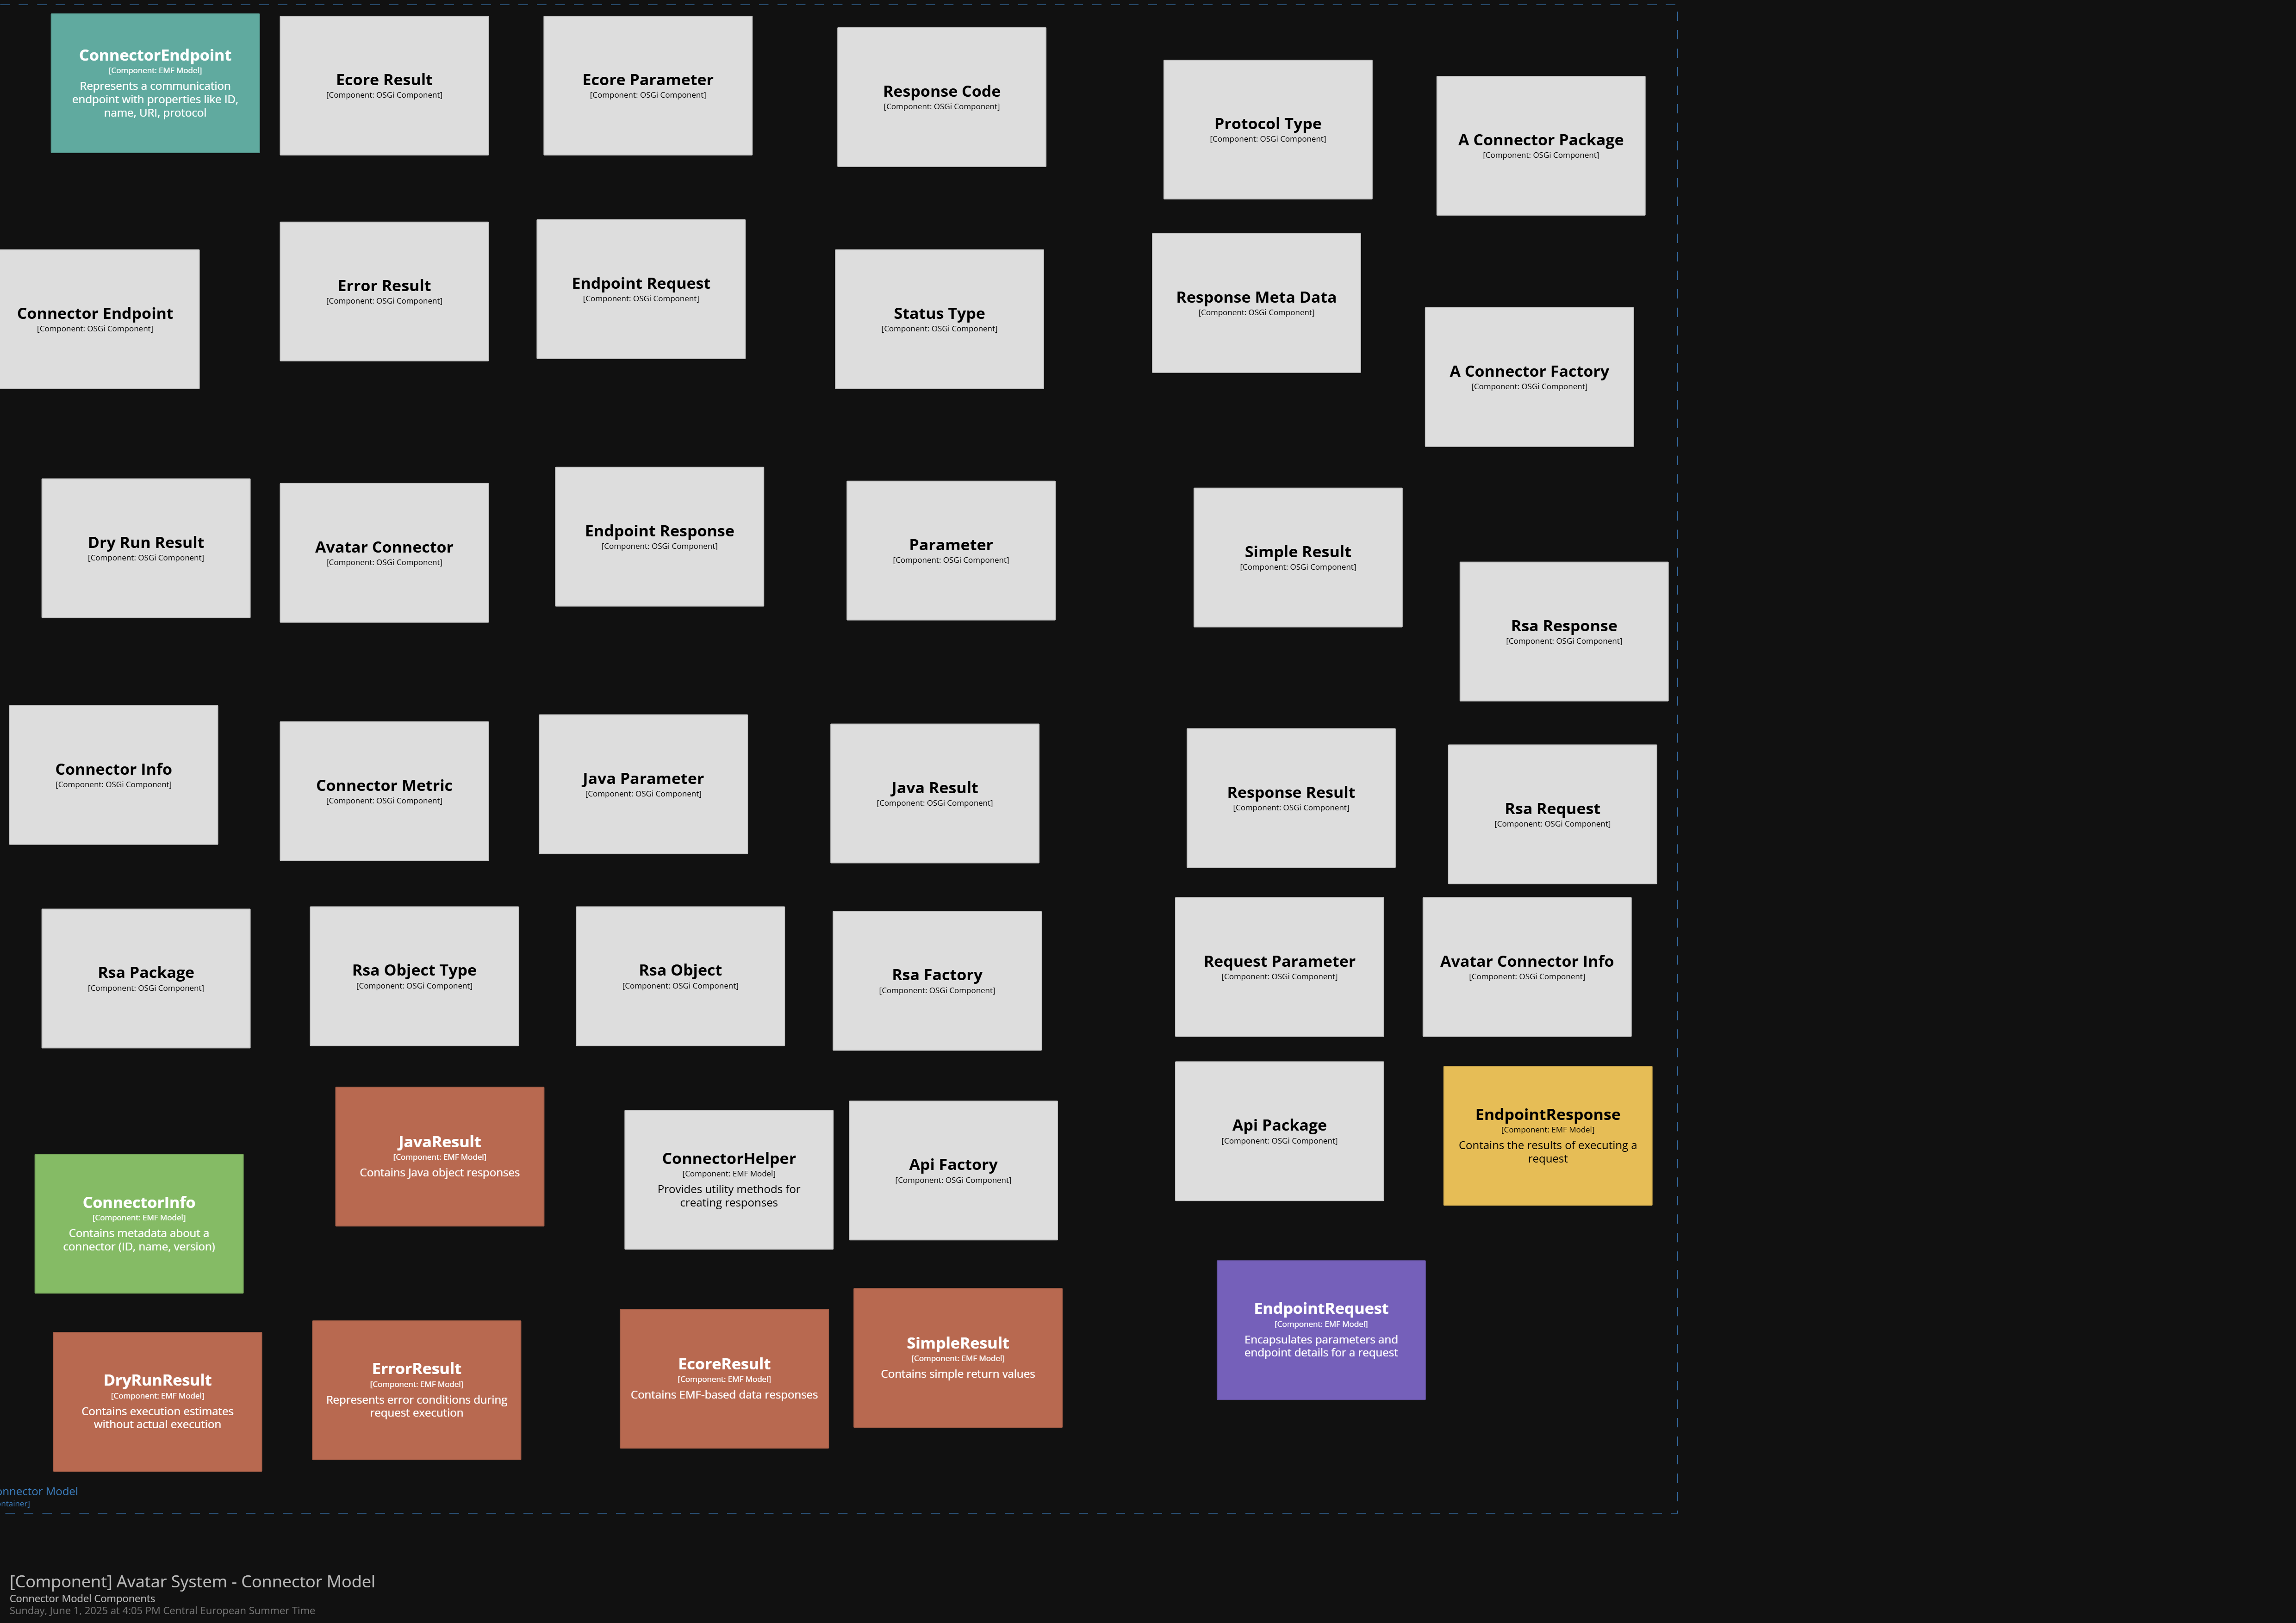 ConnectorEndpoint
[Component: EMF Model]
Represents a communication
endpoint with properties like ID,
name, URI, protocol
Ecore Result
[Component: OSGi Component]
Ecore Parameter
[Component: OSGi Component]
Response Code
[Component: OSGi Component]
Protocol Type
[Component: OSGi Component]
A Connector Package
[Component: OSGi Component]
Connector Endpoint
[Component: OSGi Component]
Error Result
[Component: OSGi Component]
Endpoint Request
[Component: OSGi Component]
Status Type
[Component: OSGi Component]
Response Meta Data
[Component: OSGi Component]
A Connector Factory
[Component: OSGi Component]
Dry Run Result
[Component: OSGi Component]
Avatar Connector
[Component: OSGi Component]
Endpoint Response
[Component: OSGi Component]
Parameter
[Component: OSGi Component]
Simple Result
[Component: OSGi Component]
Rsa Response
[Component: OSGi Component]
Connector Info
[Component: OSGi Component]
Connector Metric
[Component: OSGi Component]
Java Parameter
[Component: OSGi Component]
Java Result
[Component: OSGi Component]
Response Result
[Component: OSGi Component]
Rsa Request
[Component: OSGi Component]
Rsa Package
[Component: OSGi Component]
Rsa Object Type
[Component: OSGi Component]
Rsa Object
[Component: OSGi Component]
Rsa Factory
[Component: OSGi Component]
Request Parameter
[Component: OSGi Component]
Avatar Connector Info
[Component: OSGi Component]
ConnectorInfo
[Component: EMF Model]
Contains metadata about a
connector (ID, name, version)
JavaResult
[Component: EMF Model]
Contains Java object responses
ConnectorHelper
[Component: EMF Model]
Provides utility methods for
creating responses
Api Factory
[Component: OSGi Component]
Api Package
[Component: OSGi Component]
EndpointResponse
[Component: EMF Model]
Contains the results of executing a
request
DryRunResult
[Component: EMF Model]
Contains execution estimates
without actual execution
ErrorResult
[Component: EMF Model]
Represents error conditions during
request execution
EcoreResult
[Component: EMF Model]
Contains EMF-based data responses
SimpleResult
[Component: EMF Model]
Contains simple return values
EndpointRequest
[Component: EMF Model]
Encapsulates parameters and
endpoint details for a request
onnector Model
ontainer]
[Component] Avatar System - Connector Model
Connector Model Components
Sunday, June 1, 2025 at 4:05 PM Central European Summer Time